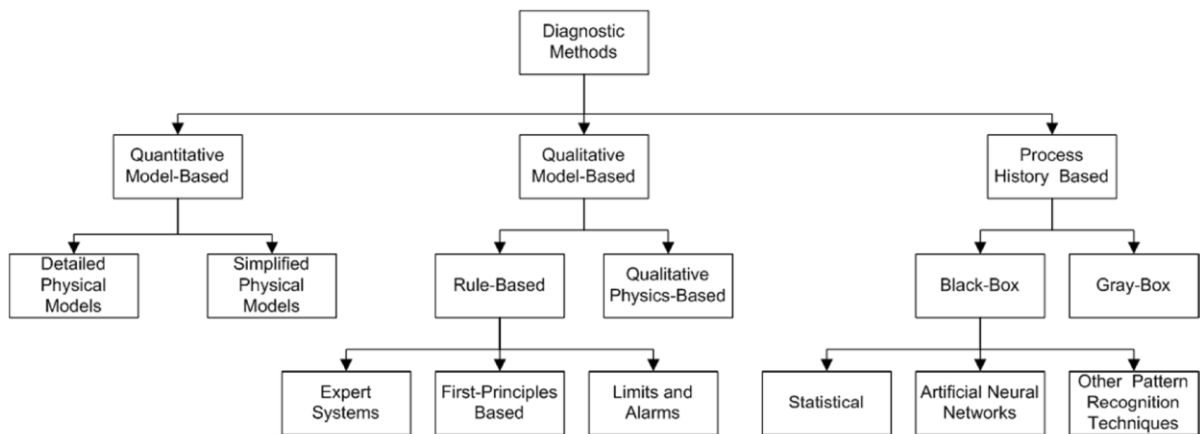 Diagnostic
Methods
Quantitative
Model-Based
Qualitative
Model-Based
Process
History Based
Detailed
Physical
Models
Simplified
Physical
Models
Rule-Based
Qualitative
Physics-Based
Black-Box
Gray-Box
Expert
Systems
First-Principles
Based
Limits and
Alarms
Statistical
Artificial Neural
Networks
Other Pattern
Recognition
Techniques